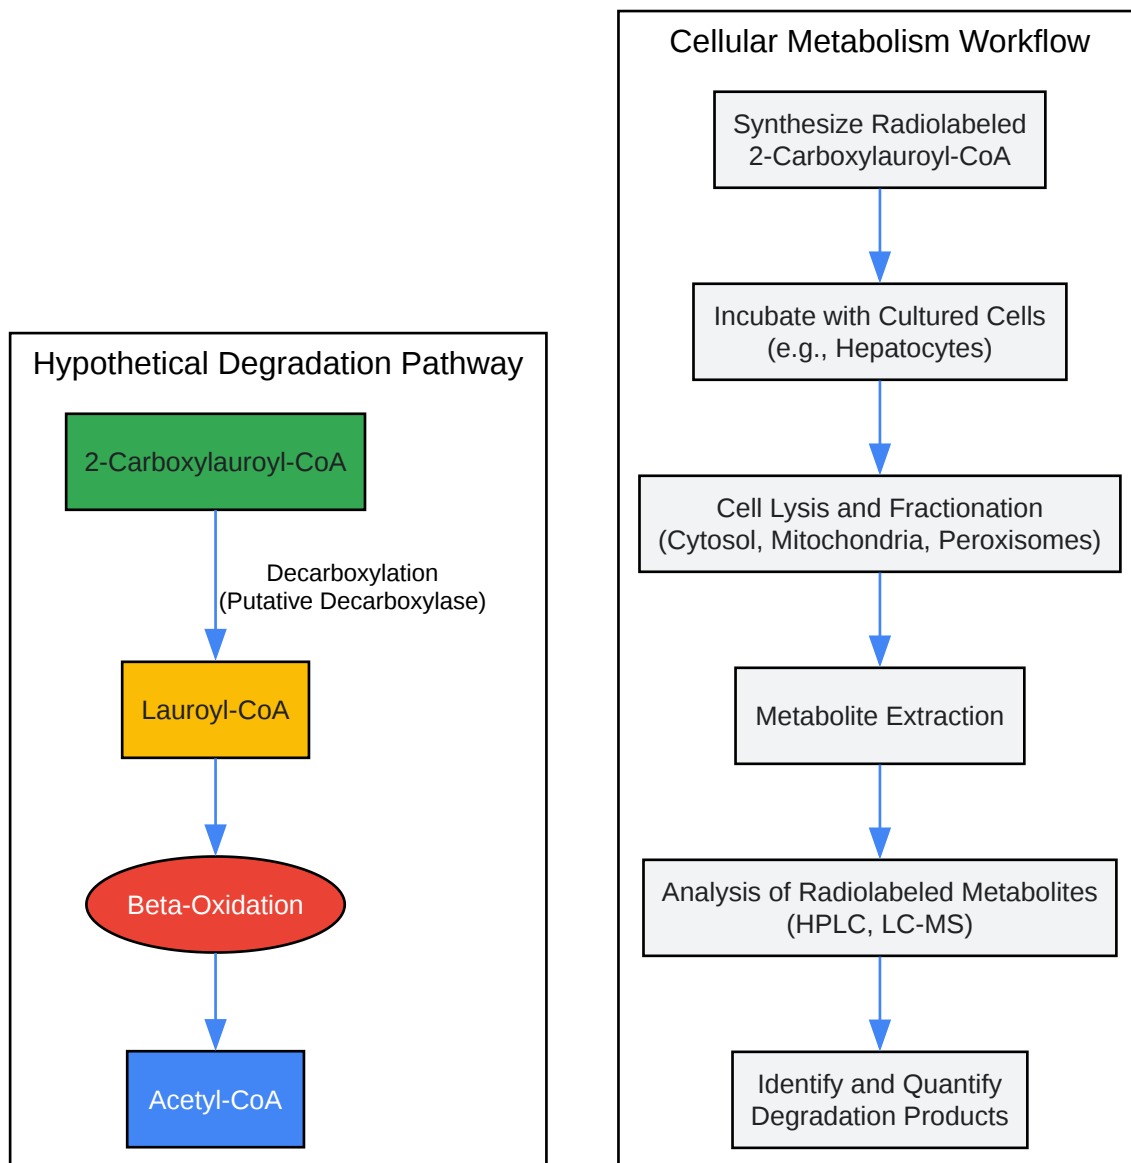 Hypothetical Degradation Pathway
2-Carboxylauroyl-CoA
Decarboxylation
(Putative Decarboxylase)
Lauroyl-CoA
Beta-Oxidation
Acetyl-CoA
Cellular Metabolism Workflow
Synthesize Radiolabeled
2-Carboxylauroyl-CoA
Incubate with Cultured Cells
(e.g., Hepatocytes)
Cell Lysis and Fractionation
(Cytosol, Mitochondria, Peroxisomes)
Metabolite Extraction
Analysis of Radiolabeled Metabolites
(HPLC, LC-MS)
Identify and Quantify
Degradation Products